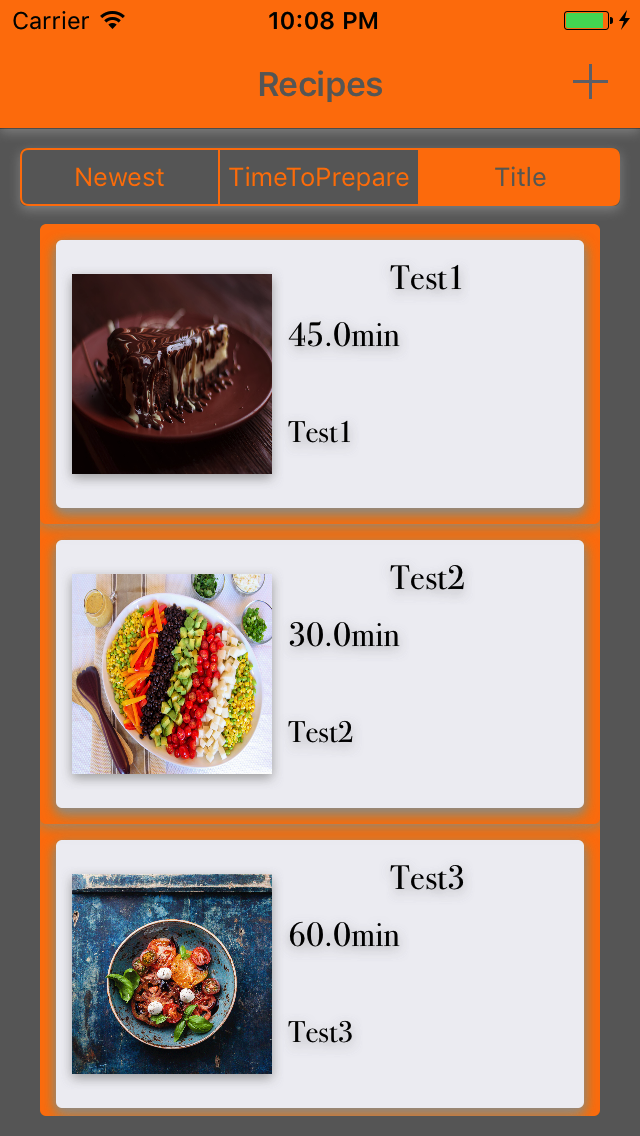 Carrier 10:08 PM
Recipes
Newest TimeToPrepare Title
Test1
45.0min
Test1
Test2
30.0min
Test2
Test3
60.0min
Test3